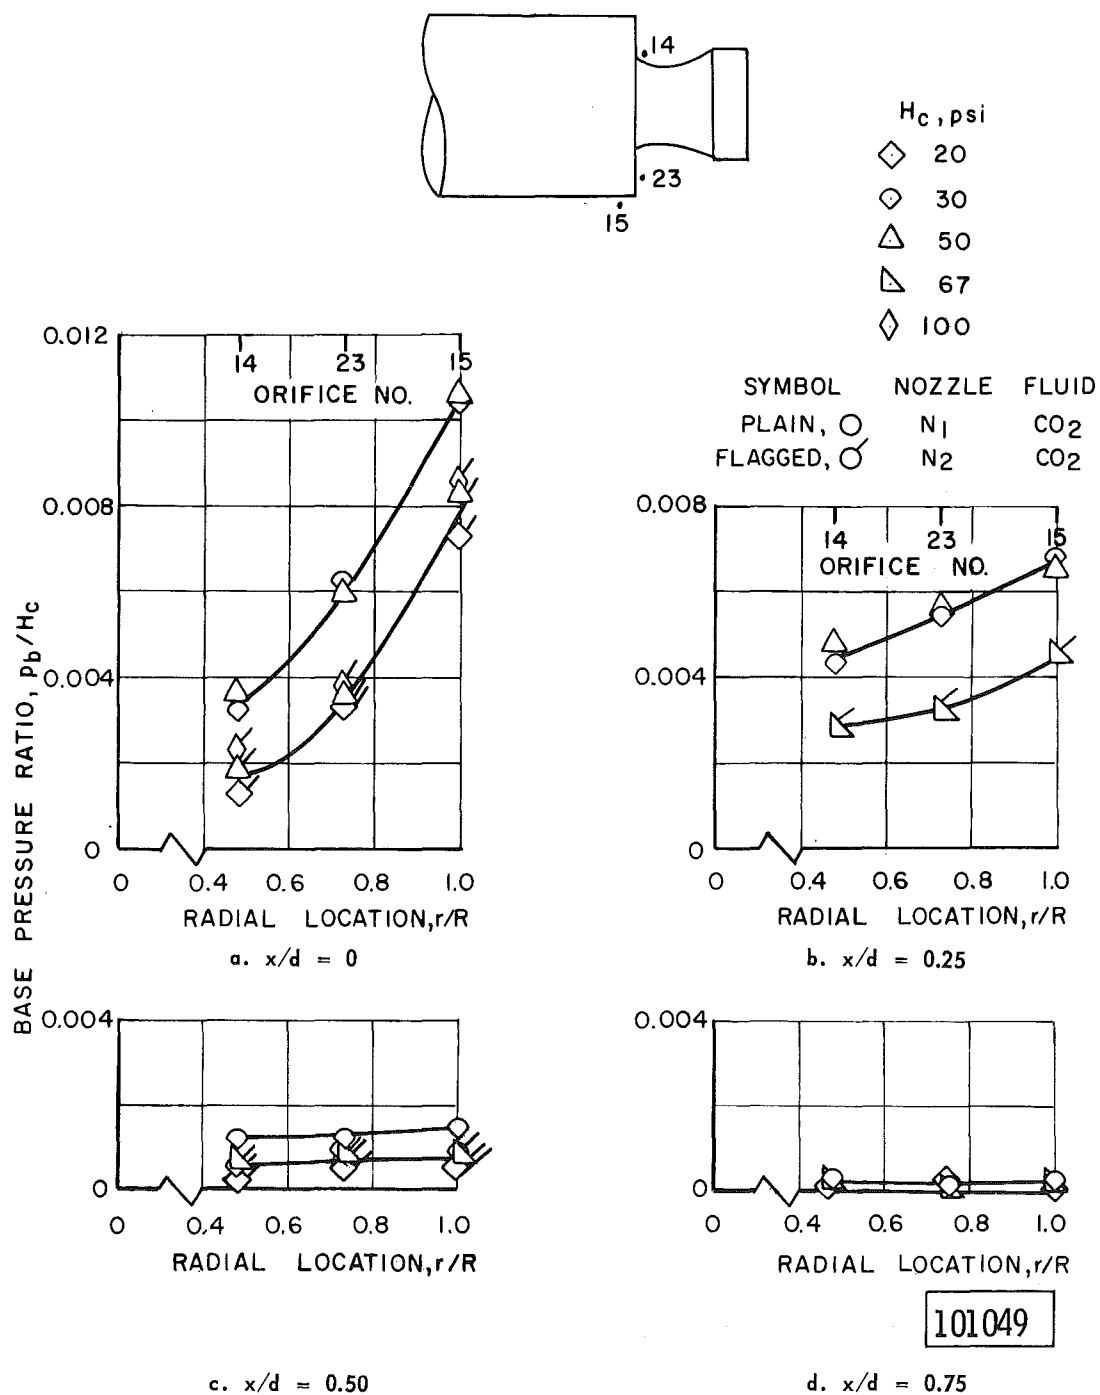 14
23
15
Hc, psi
20
30
50
67
100
SYMBOL NOZZLE FLUID
PLAIN, N1 CO2
FLAGGED, N2 CO2
BASE PRESSURE RATIO, pb/Hc
0.012
0.008
0.004
0
14 23 15
ORIFICE NO.
0 0.4 0.6 0.8 1.0
RADIAL LOCATION, r/R
a. x/d = 0
0.008
0.004
0
14 23 15
ORIFICE NO.
0 0.4 0.6 0.8 1.0
RADIAL LOCATION, r/R
b. x/d = 0.25
0.004
0
0 0.4 0.6 0.8 1.0
RADIAL LOCATION, r/R
c. x/d = 0.50
0.004
0
0 0.4 0.6 0.8 1.0
RADIAL LOCATION, r/R
101049
d. x/d = 0.75